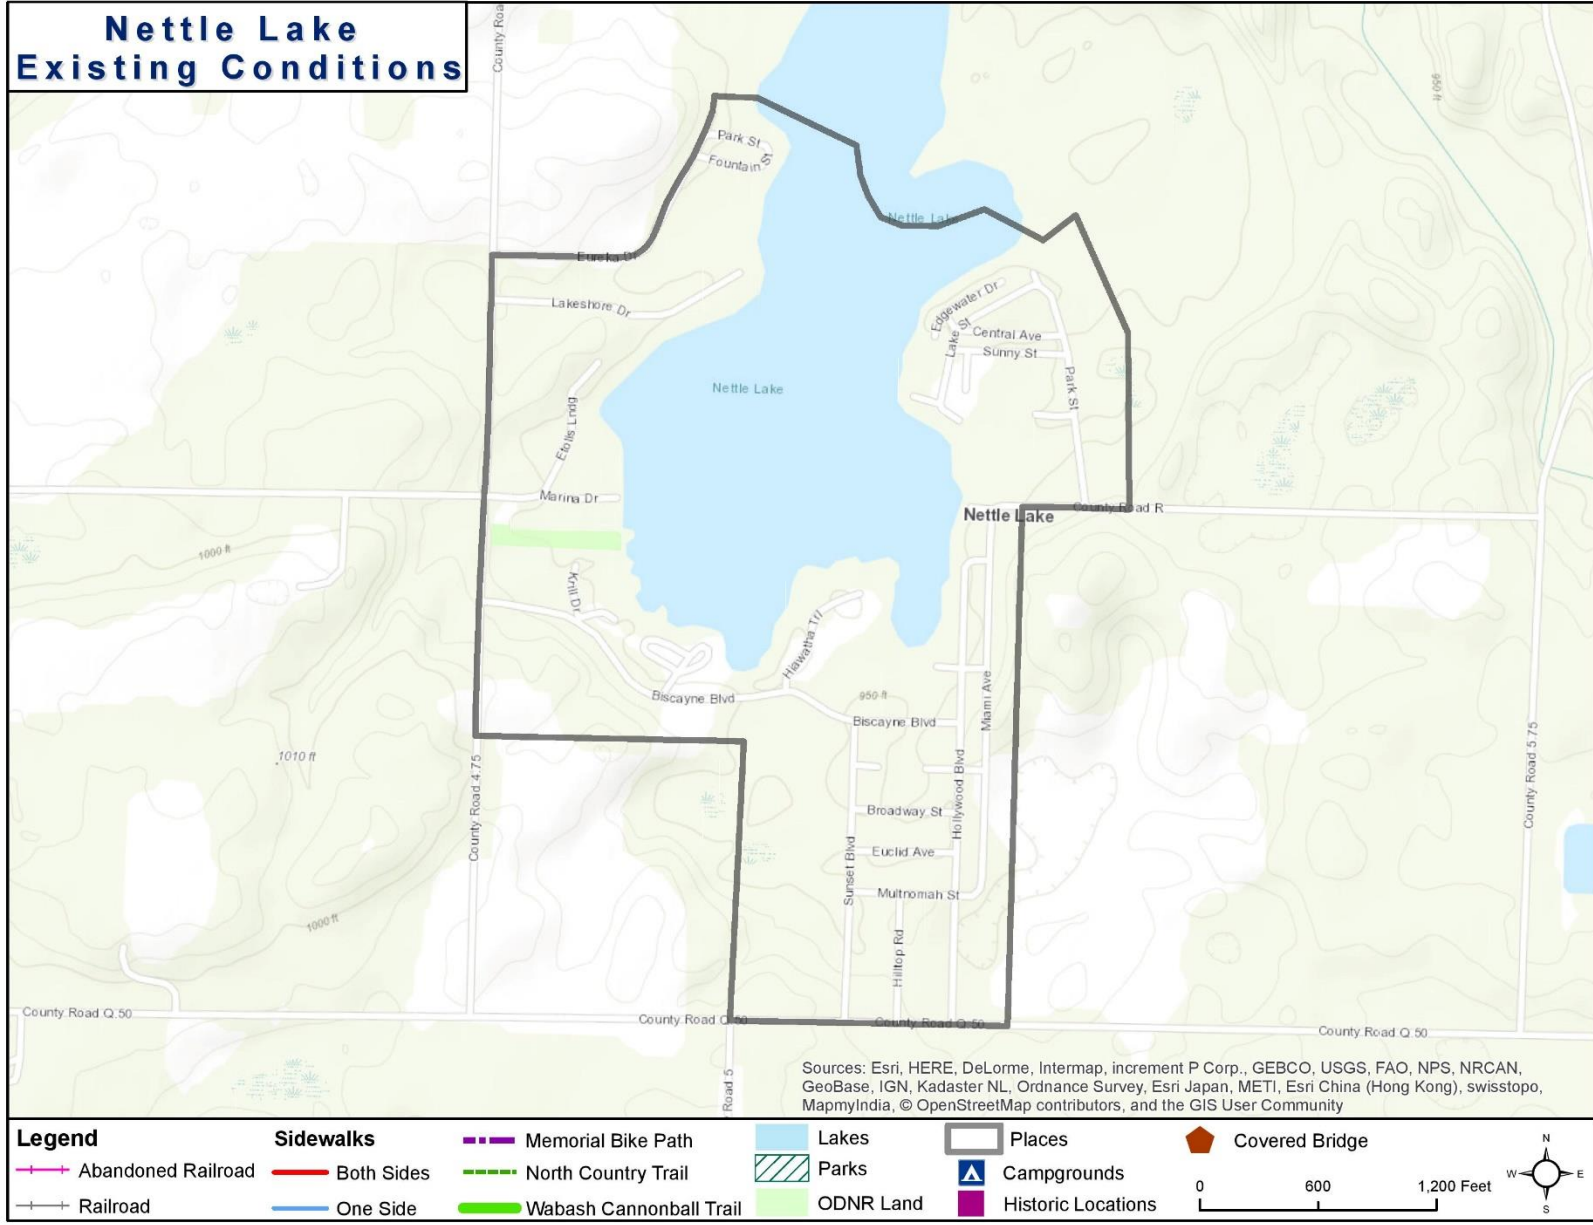 Nettle Lake
Existing Conditions
County Roa
950 ft
Park St
Fountain St
Nettle Lake
Eureka Dr
Lakeshore Dr
Edgewater Dr
Lake St
Central Ave
Sunny St
Park St
Nettle Lake
Etolis Lndg
Marina Dr
Nettle Lake
County Road R
1000 ft
Knill Dr
Hiawatha Trl
Biscayne Blvd
950 ft
Biscayne Blvd
Miami Ave
Hollywood Blvd
1010 ft
County Road 4.75
County Road 5.75
Broadway St
Euclid Ave
Sunset Blvd
Multnomah St
1000 ft
Hilltop Rd
County Road Q.50
County Road Q.50
County Road Q.50
County Road Q.50
Road 5
Sources: Esri, HERE, DeLorme, Intermap, increment P Corp., GEBCO, USGS, FAO, NPS, NRCAN,
GeoBase, IGN, Kadaster NL, Ordnance Survey, Esri Japan, METI, Esri China (Hong Kong), swisstopo,
MapmyIndia, © OpenStreetMap contributors, and the GIS User Community
Legend
Abandoned Railroad
Railroad
Sidewalks
Both Sides
One Side
Memorial Bike Path
North Country Trail
Wabash Cannonball Trail
Lakes
Parks
ODNR Land
Places
Campgrounds
Historic Locations
Covered Bridge
0 600 1,200 Feet
N
W E
S